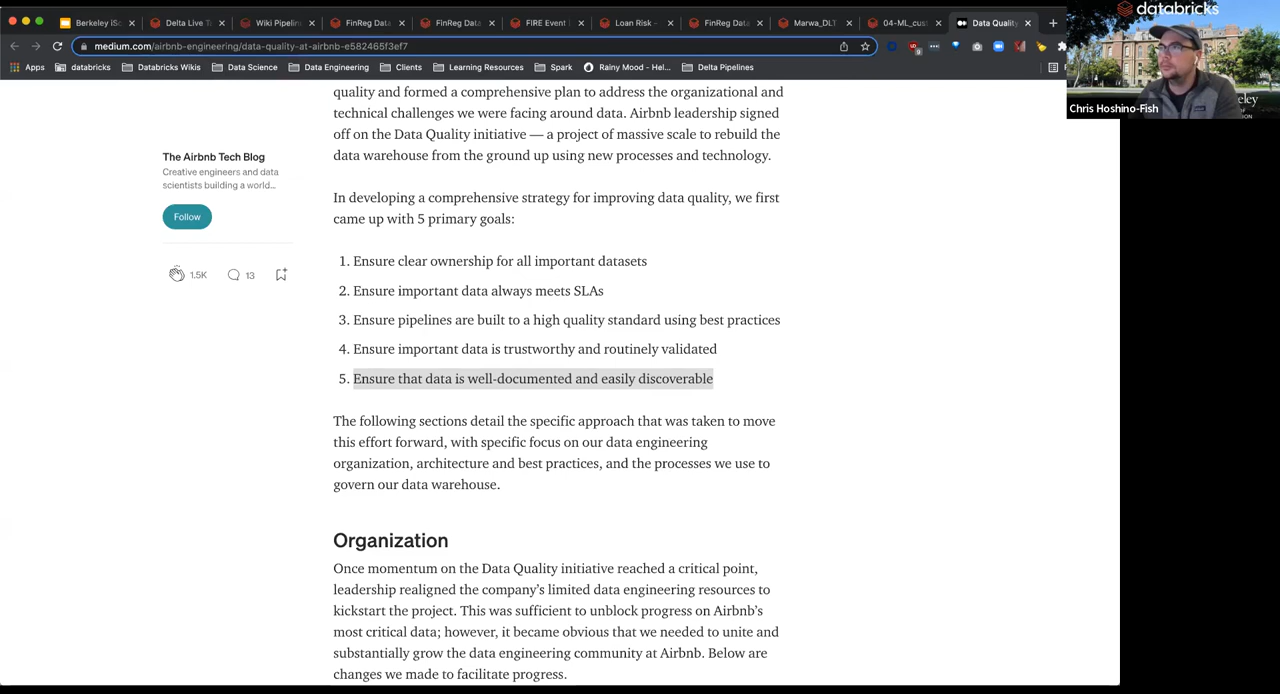 Berkeley iSc
Delta Live T
Wiki Pipelin
FinReg Data
FinReg Data
FIRE Event
Loan Risk -
FinReg Data
Marwa_DLT
04-ML_cust
Data Quality
medium.com/airbnb-engineering/data-quality-at-airbnb-e582465f3ef7
Apps
databricks
Databricks Wikis
Data Science
Data Engineering
Clients
Learning Resources
Spark
Rainy Mood - Hel...
Delta Pipelines
databricks
Chris Hoshino-Fish
quality and formed a comprehensive plan to address the organizational and
technical challenges we were facing around data. Airbnb leadership signed
off on the Data Quality initiative — a project of massive scale to rebuild the
data warehouse from the ground up using new processes and technology.
The Airbnb Tech Blog
Creative engineers and data
scientists building a world...
Follow
1.5K
13
In developing a comprehensive strategy for improving data quality, we first
came up with 5 primary goals:
1. Ensure clear ownership for all important datasets
2. Ensure important data always meets SLAs
3. Ensure pipelines are built to a high quality standard using best practices
4. Ensure important data is trustworthy and routinely validated
5. Ensure that data is well-documented and easily discoverable
The following sections detail the specific approach that was taken to move
this effort forward, with specific focus on our data engineering
organization, architecture and best practices, and the processes we use to
govern our data warehouse.
Organization
Once momentum on the Data Quality initiative reached a critical point,
leadership realigned the company's limited data engineering resources to
kickstart the project. This was sufficient to unblock progress on Airbnb's
most critical data; however, it became obvious that we needed to unite and
substantially grow the data engineering community at Airbnb. Below are
changes we made to facilitate progress.